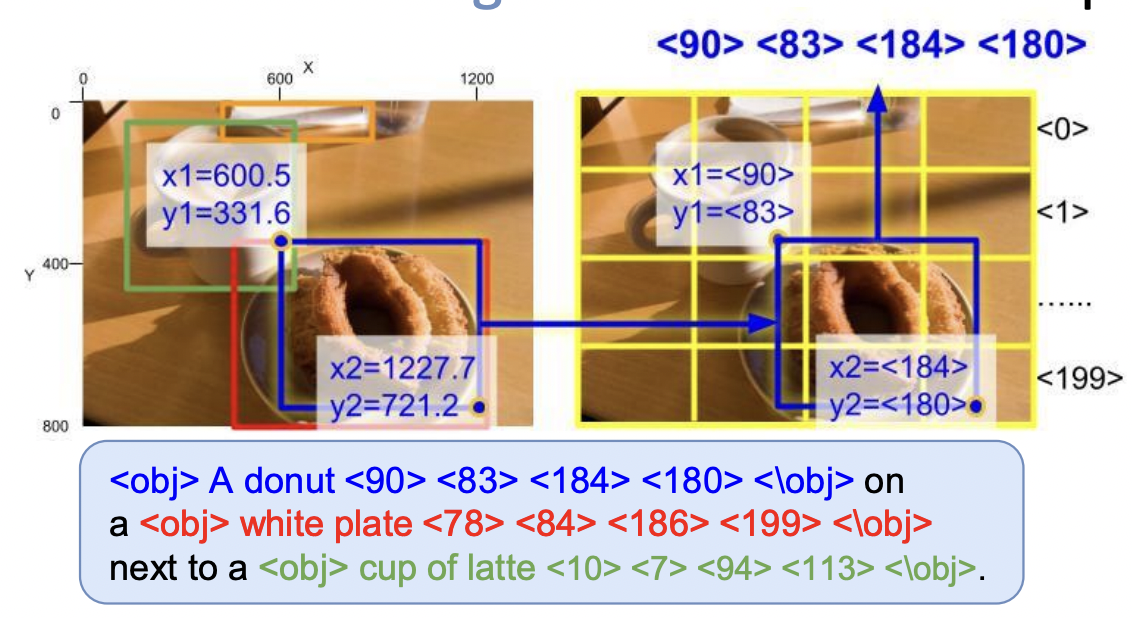 g
<90> <83> <184> <180>
0 600 X 1200
0
Y 400
800
x1=600.5
y1=331.6
x2=1227.7
y2=721.2
x1=<90>
y1=<83>
x2=<184>
y2=<180>
<0>
<1>
......
<199>
<obj> A donut <90> <83> <184> <180> <\obj> on
a <obj> white plate <78> <84> <186> <199> <\obj>
next to a <obj> cup of latte <10> <7> <94> <113> <\obj>.